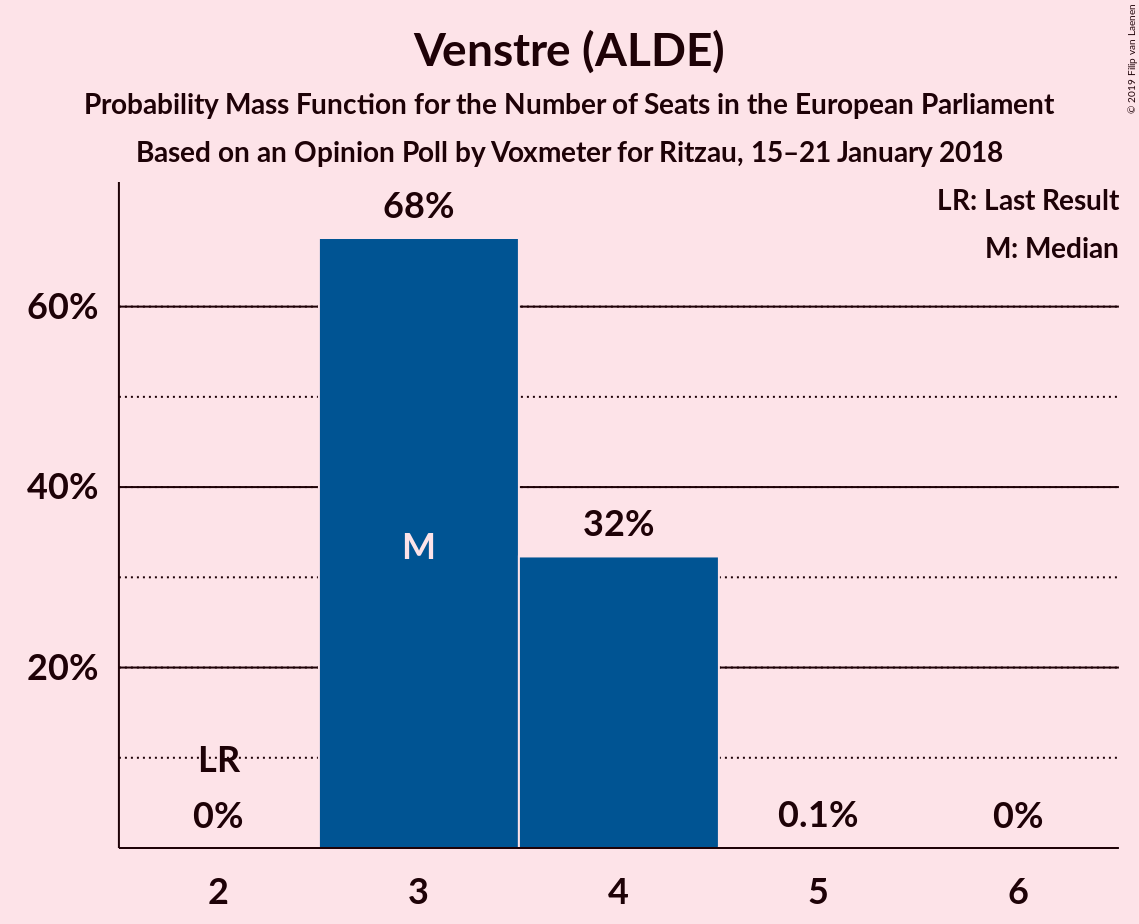 Venstre (ALDE)
Probability Mass Function for the Number of Seats in the European Parliament
Based on an Opinion Poll by Voxmeter for Ritzau, 15–21 January 2018
© 2019 Filip van Laenen
LR: Last Result
M: Median
68%
60%
40%
32%
M
20%
LR
0%
0.1%
0%
2
3
4
5
6